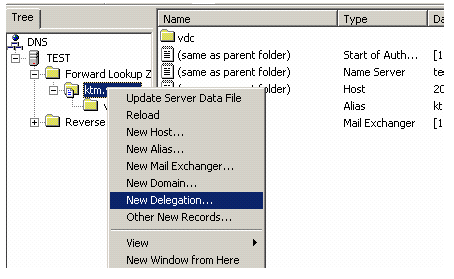 Tree
Name
Type
Da
DNS
TEST
Forward Lookup Z
ktm.
Reverse
vdc
(same as parent folder)
Start of Auth...
[1
(same as parent folder)
Name Server
te
(same as parent folder)
Host
20
Alias
kt
Mail Exchanger
[1
Update Server Data File
Reload
New Host...
New Alias...
New Mail Exchanger...
New Domain...
New Delegation...
Other New Records...
View
New Window from Here